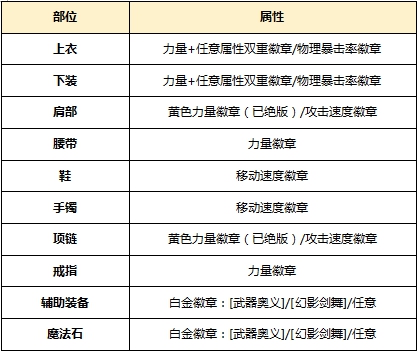 部位 属性
上衣 力量+任意属性双重徽章/物理暴击率徽章
下装 力量+任意属性双重徽章/物理暴击率徽章
肩部 黄色力量徽章（已绝版）/攻击速度徽章
腰带 力量徽章
鞋 移动速度徽章
手镯 移动速度徽章
项链 黄色力量徽章（已绝版）/攻击速度徽章
戒指 力量徽章
辅助装备 白金徽章：[武器奥义]/[幻影剑舞]/任意
魔法石 白金徽章：[武器奥义]/[幻影剑舞]/任意